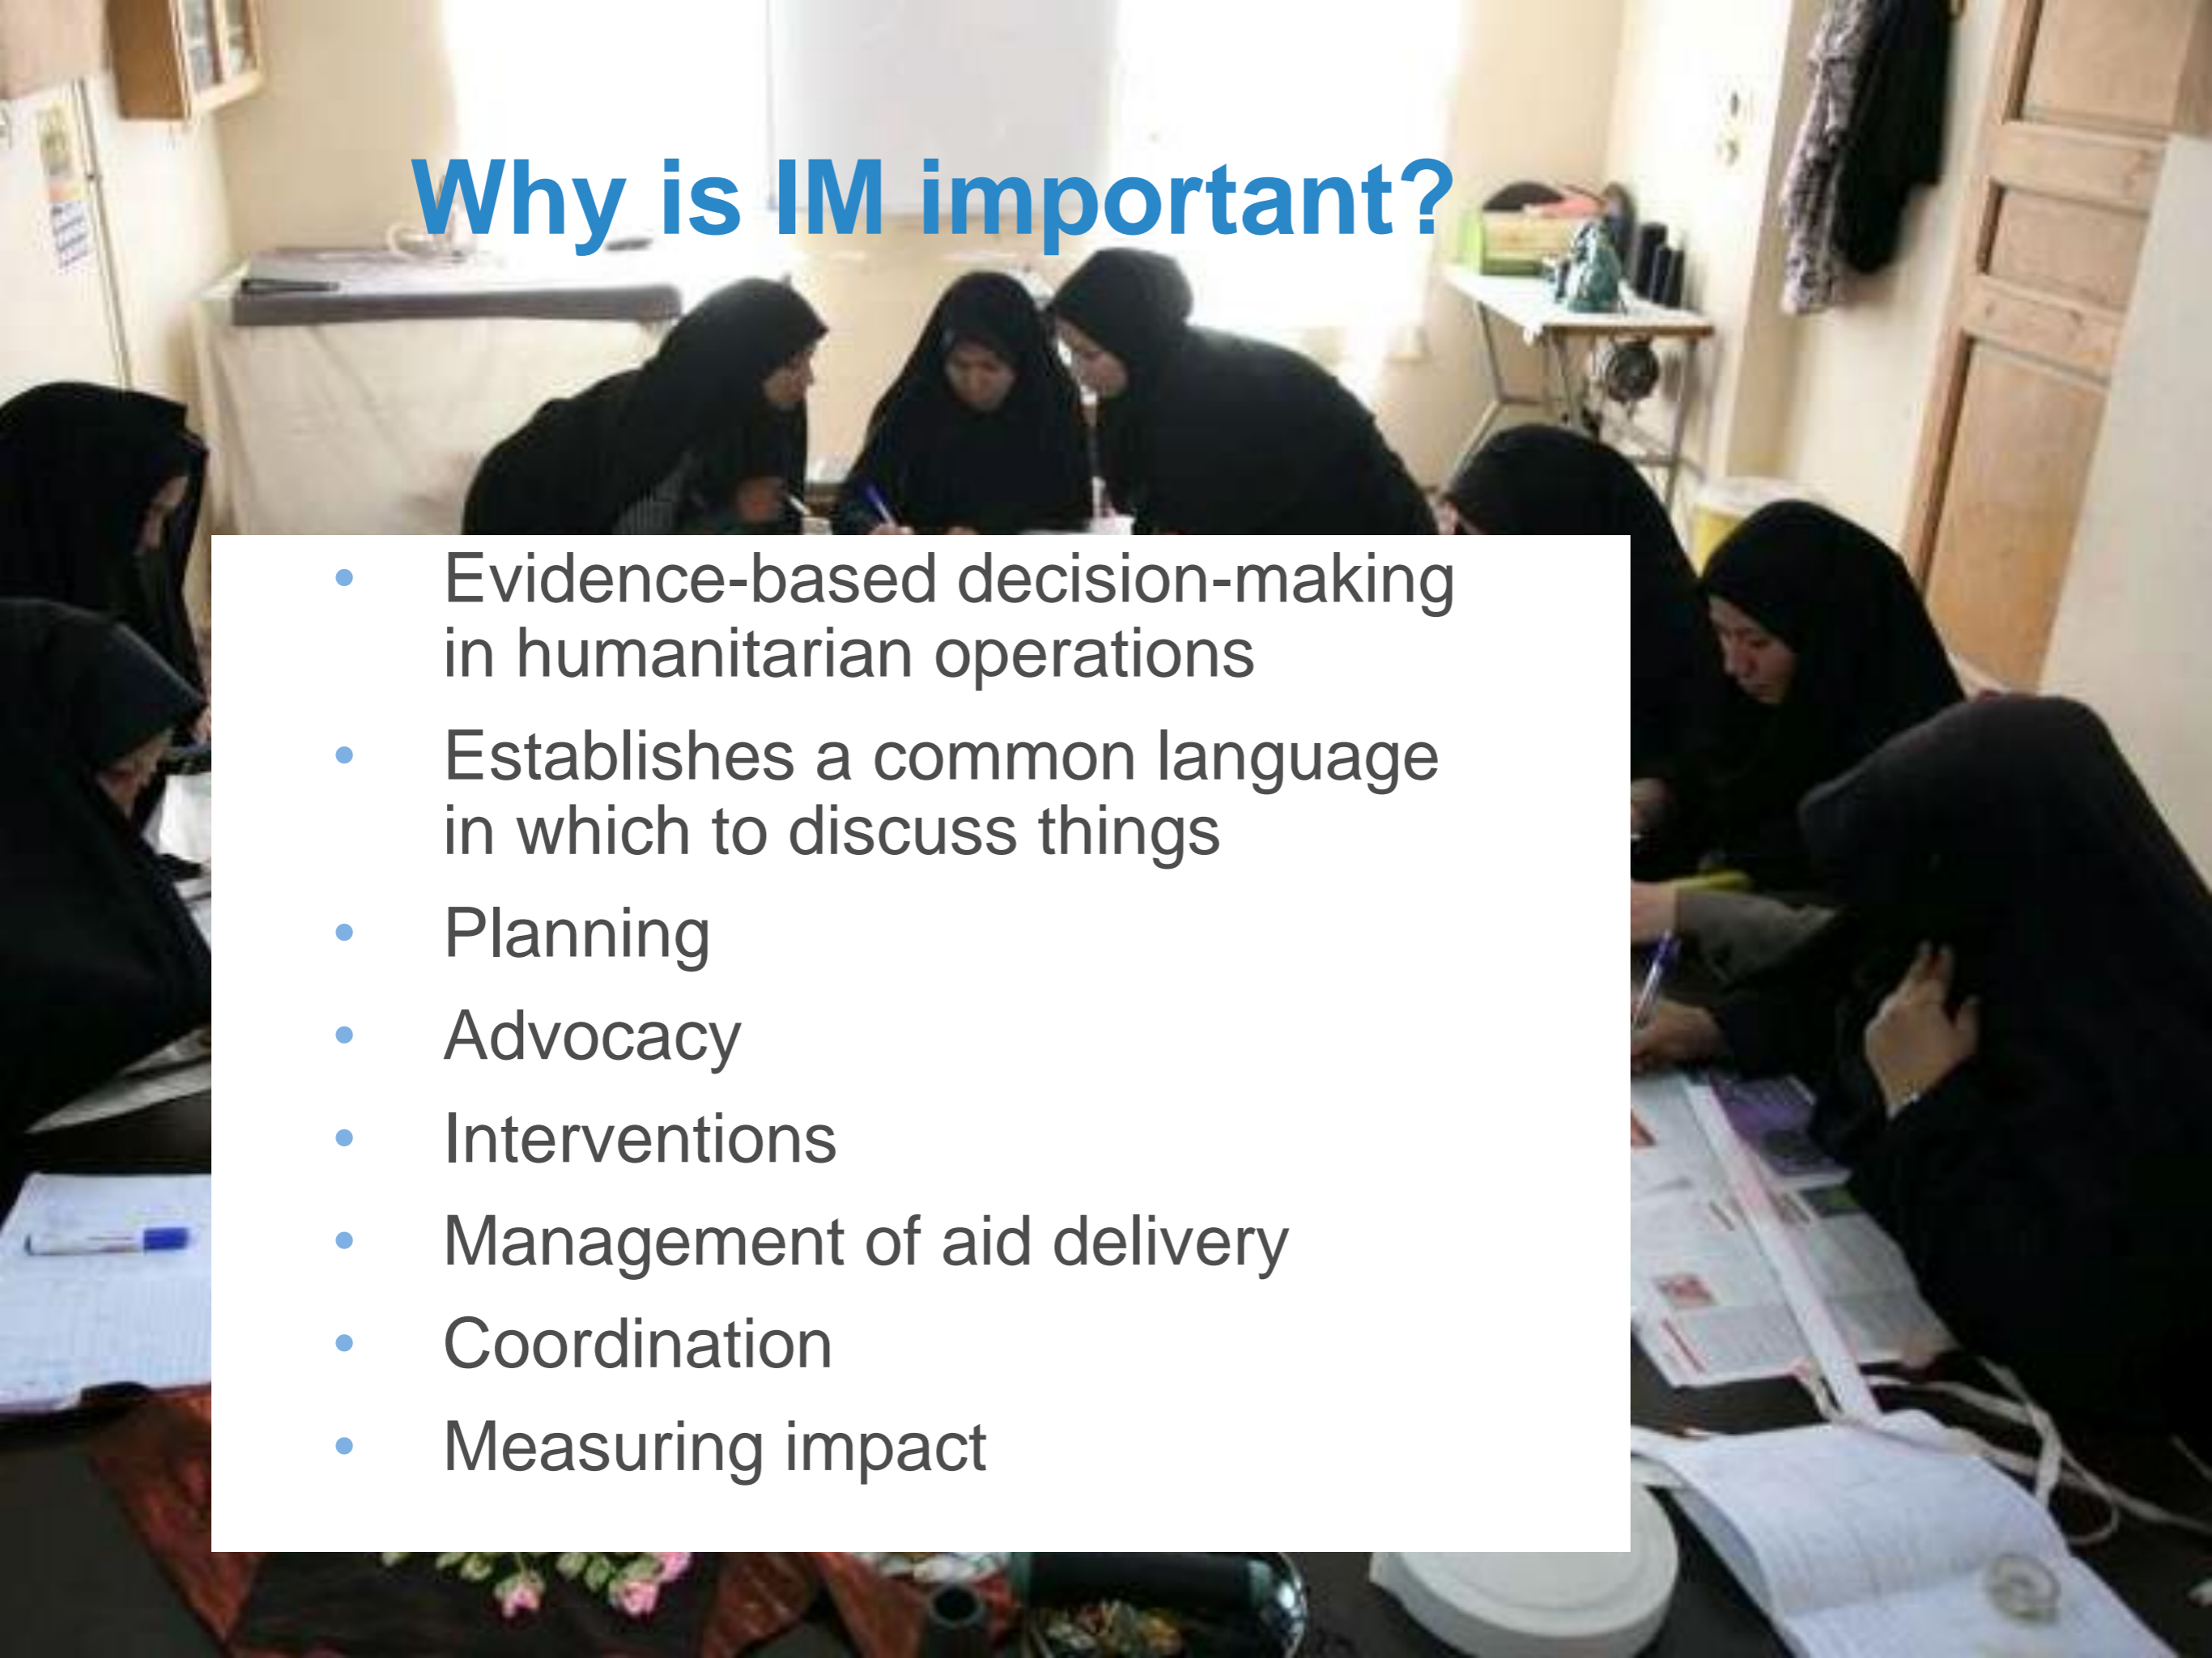 Why is IM important?
• Evidence-based decision-making
in humanitarian operations
• Establishes a common language
in which to discuss things
• Planning
• Advocacy
• Interventions
• Management of aid delivery
• Coordination
• Measuring impact